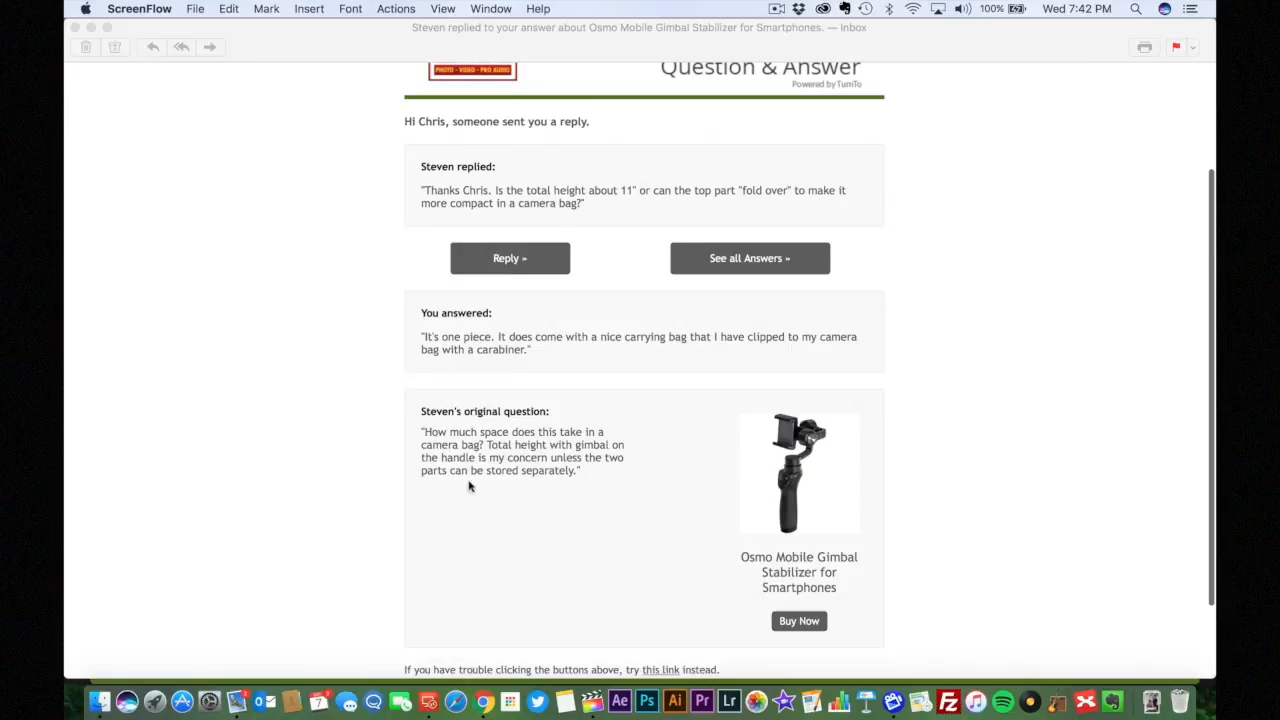 ScreenFlow File Edit Mark Insert Font Actions View Window Help 100% Wed 7:42 PM
Steven replied to your answer about Osmo Mobile Gimbal Stabilizer for Smartphones. — Inbox
PHOTO - VIDEO - PRO AUDIO
Question & Answer
Powered by TurnTo
Hi Chris, someone sent you a reply.
Steven replied:
"Thanks Chris. Is the total height about 11" or can the top part "fold over" to make it
more compact in a camera bag?"
Reply »
See all Answers »
You answered:
"It's one piece. It does come with a nice carrying bag that I have clipped to my camera
bag with a carabiner."
Steven's original question:
"How much space does this take in a
camera bag? Total height with gimbal on
the handle is my concern unless the two
parts can be stored separately."
Osmo Mobile Gimbal
Stabilizer for
Smartphones
Buy Now
If you have trouble clicking the buttons above, try this link instead.
7 Ae Ps Ai Pr Lr Fz